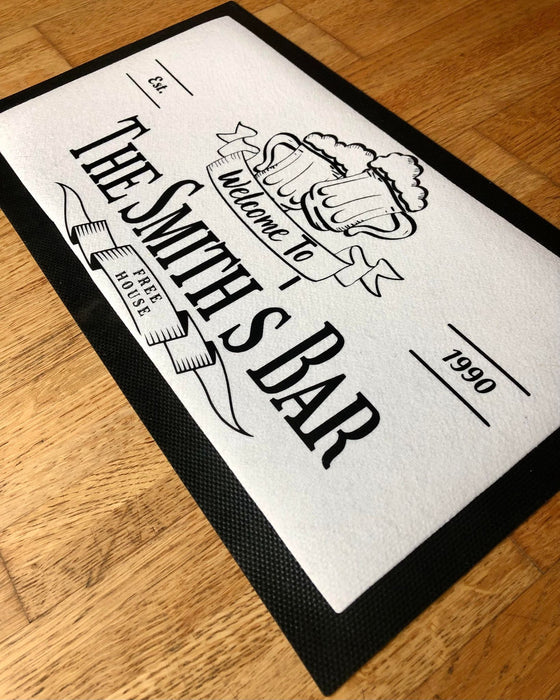 Welcome To
Est.
1990
THE SMITH'S BAR
FREE
HOUSE